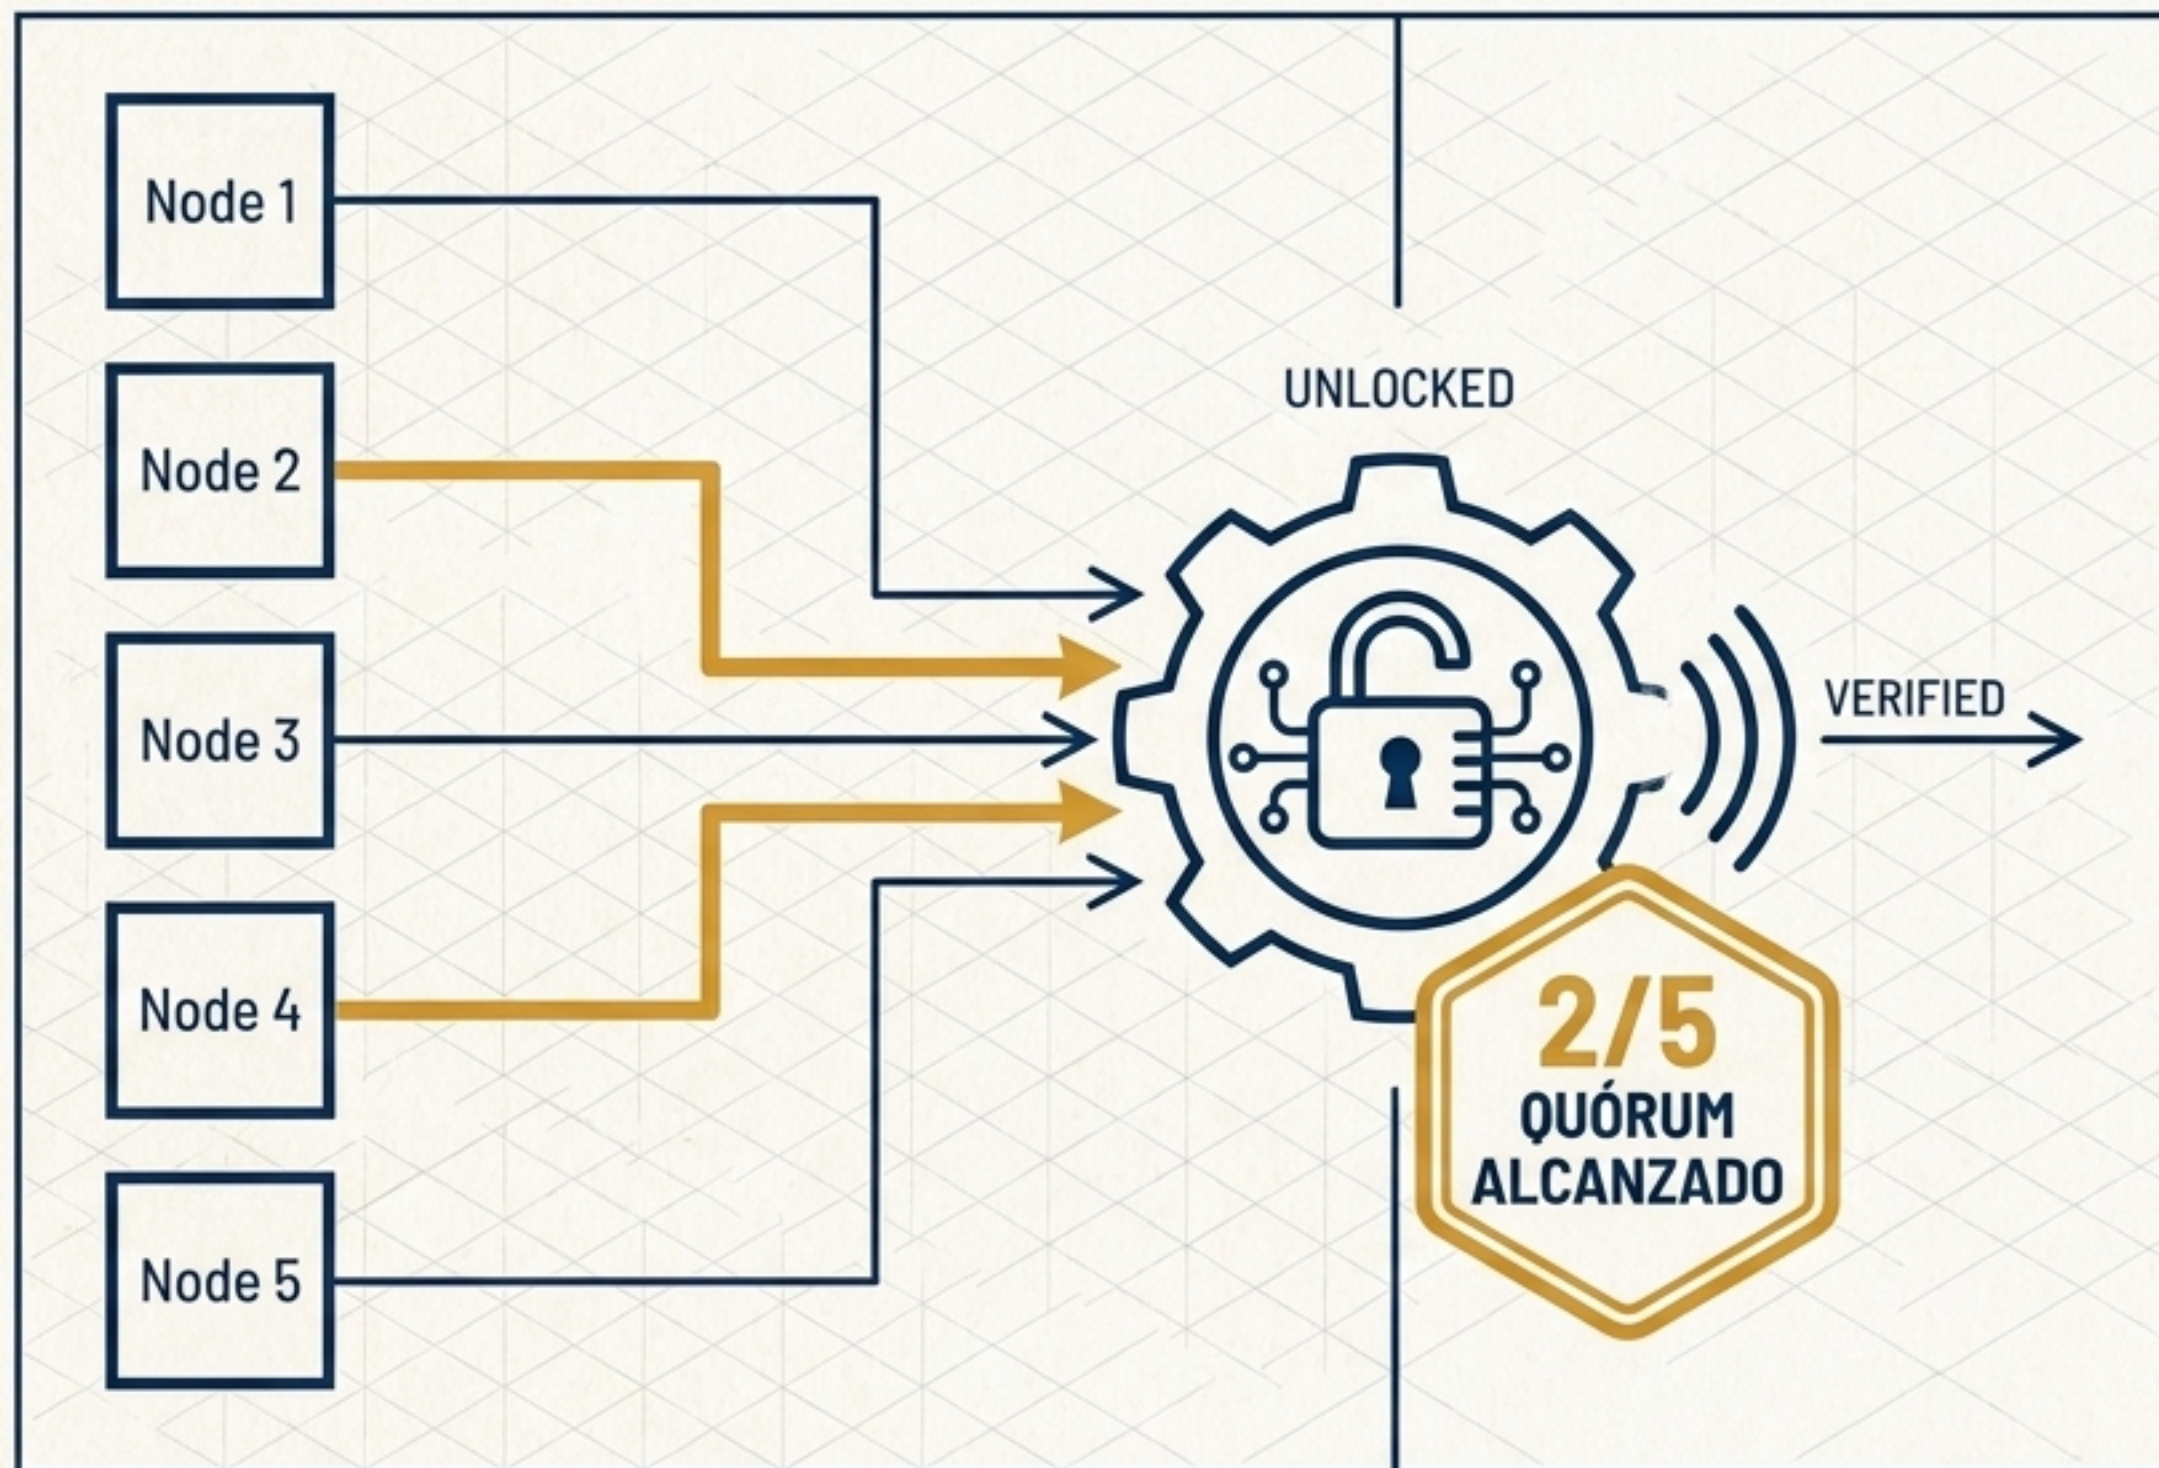 Node 1
Node 2
Node 3
Node 4
Node 5
UNLOCKED
VERIFIED
2/5
QUÓRUM
ALCANZADO